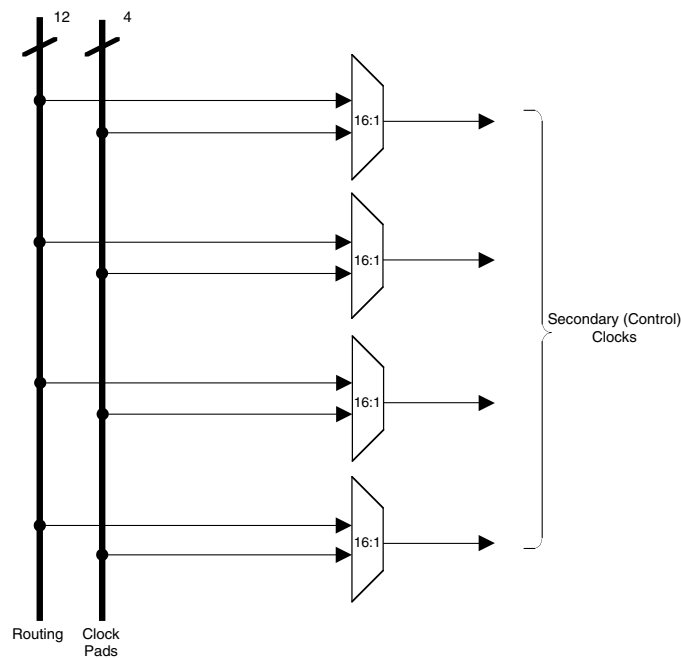 12
4
16:1
16:1
Secondary (Control)
Clocks
16:1
16:1
Routing
Clock
Pads